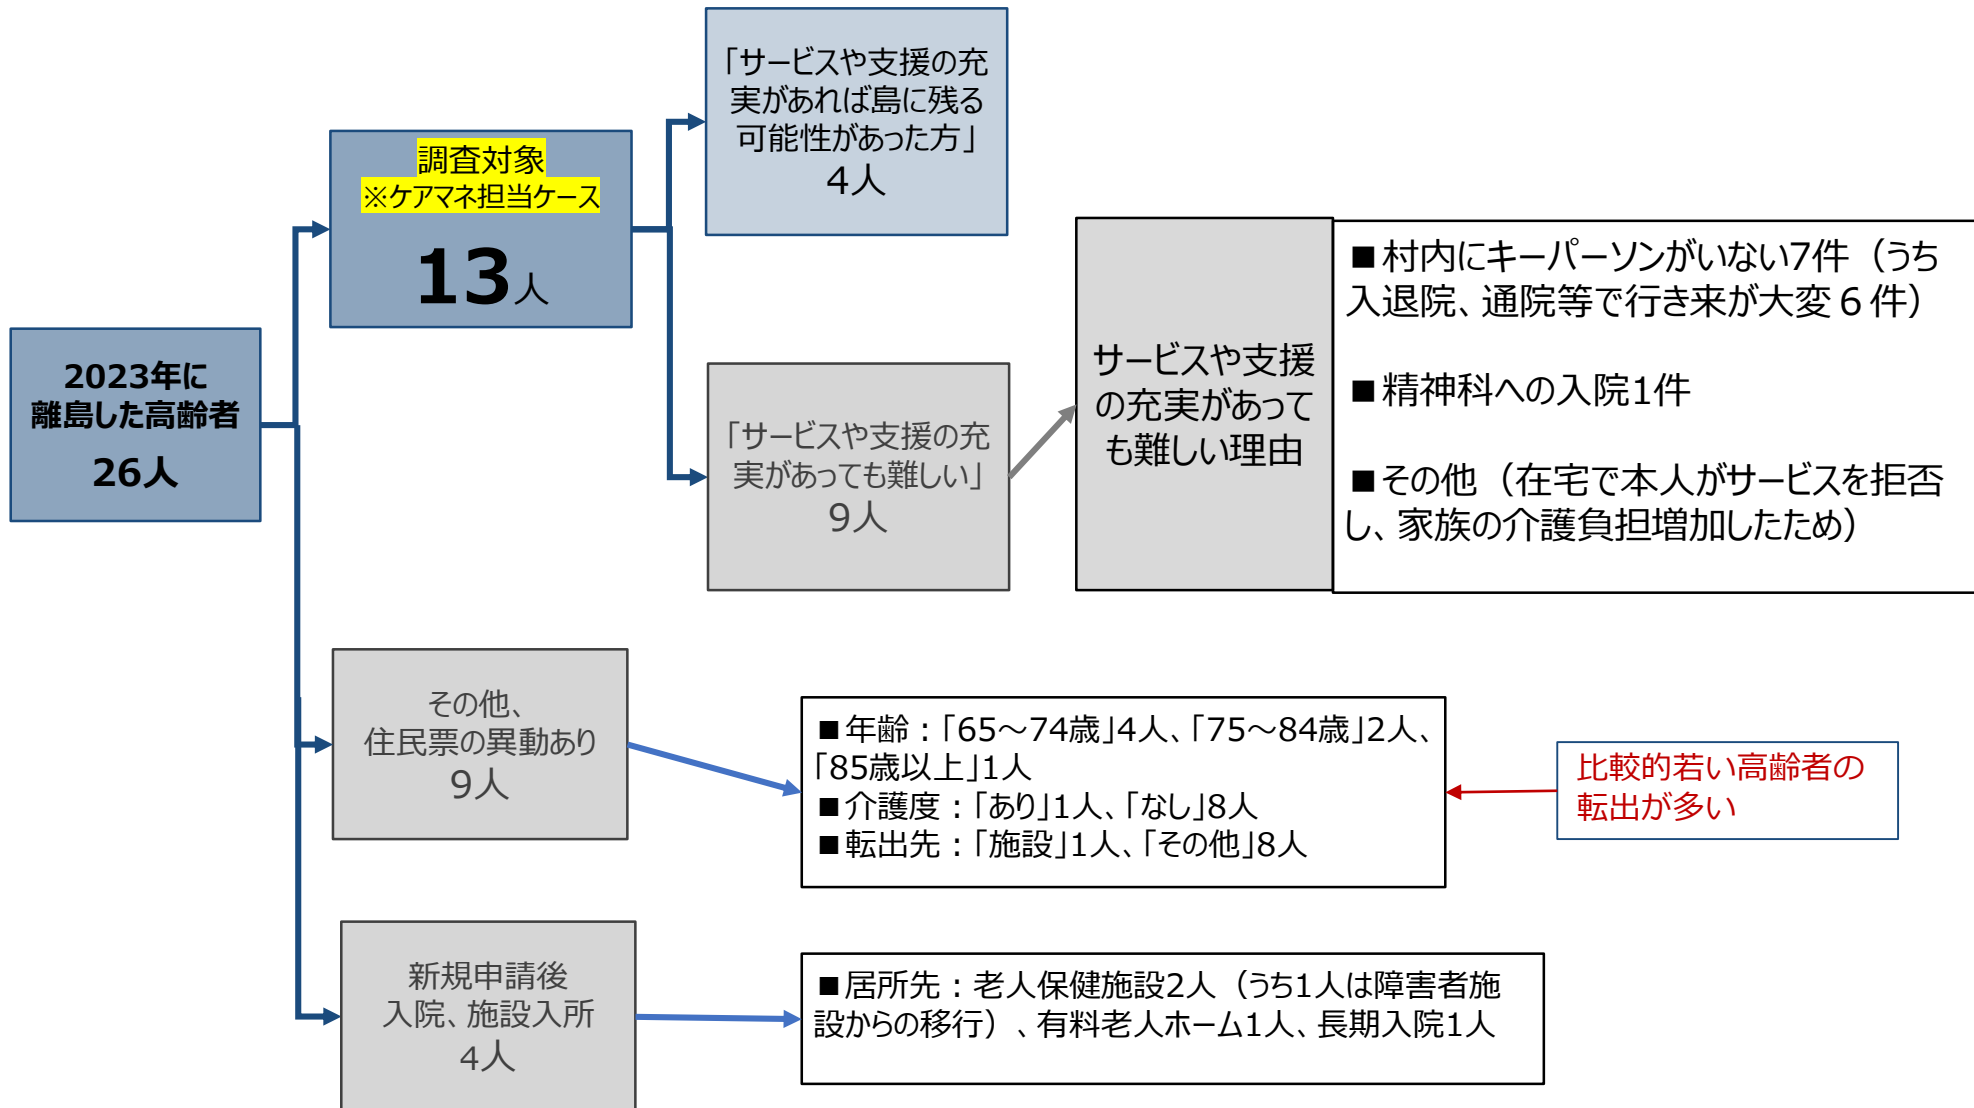 2023年に
離島した高齢者
26人
調査対象
※ケアマネ担当ケース
13人
「サービスや支援の充
実があれば島に残る
可能性があった方」
4人
「サービスや支援の充
実があっても難しい」
9人
サービスや支援
の充実があって
も難しい理由
■村内にキーパーソンがいない7件（うち
入退院、通院等で行き来が大変６件）
■精神科への入院1件
■その他（在宅で本人がサービスを拒否
し、家族の介護負担増加したため）
その他、
住民票の異動あり
9人
■年齢：「65～74歳」4人、「75～84歳」2人、
「85歳以上」1人
■介護度：「あり」1人、「なし」8人
■転出先：「施設」1人、「その他」8人
比較的若い高齢者の
転出が多い
新規申請後
入院、施設入所
4人
■居所先：老人保健施設2人（うち1人は障害者施
設からの移行）、有料老人ホーム1人、長期入院1人